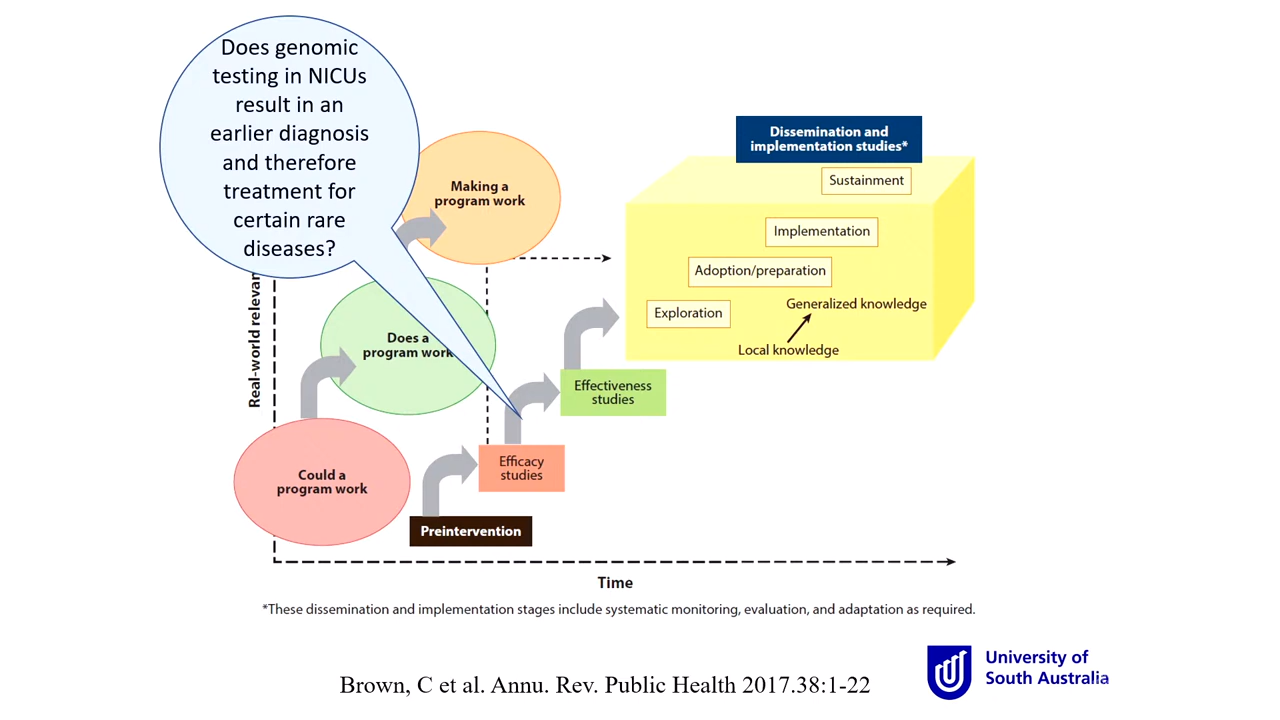 Does genomic
testing in NICUs
result in an
earlier diagnosis
and therefore
treatment for
certain rare
diseases?
Making a
program work
Dissemination and
implementation studies*
Sustainment
Implementation
Adoption/preparation
Exploration
Generalized knowledge
Local knowledge
Real-world
Does a
program work
Effectiveness
studies
Could a
program work
Efficacy
studies
Preintervention
Time
*These dissemination and implementation stages include systematic monitoring, evaluation, and adaptation as required.
Brown, C et al. Annu. Rev. Public Health 2017.38:1-22
University of
South Australia